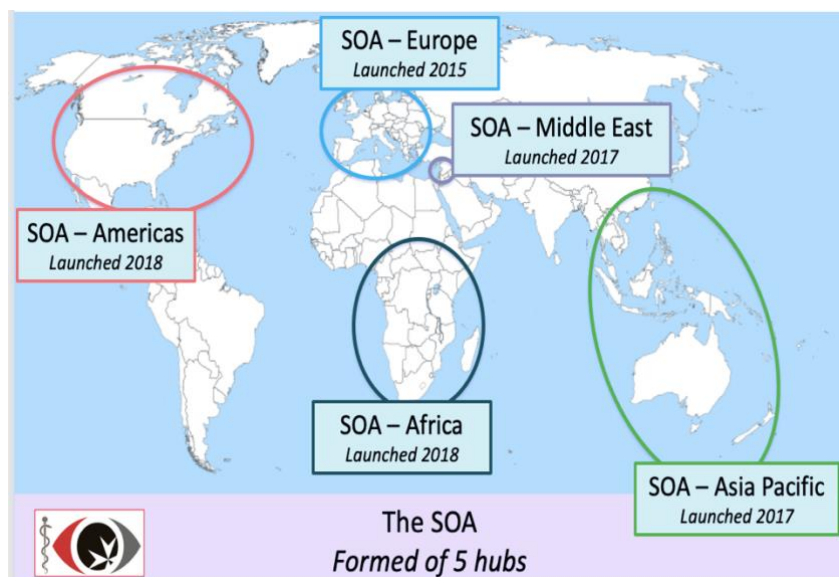 SOA – Europe
Launched 2015
SOA – Middle East
Launched 2017
SOA – Americas
Launched 2018
SOA – Africa
Launched 2018
SOA – Asia Pacific
Launched 2017
The SOA
Formed of 5 hubs